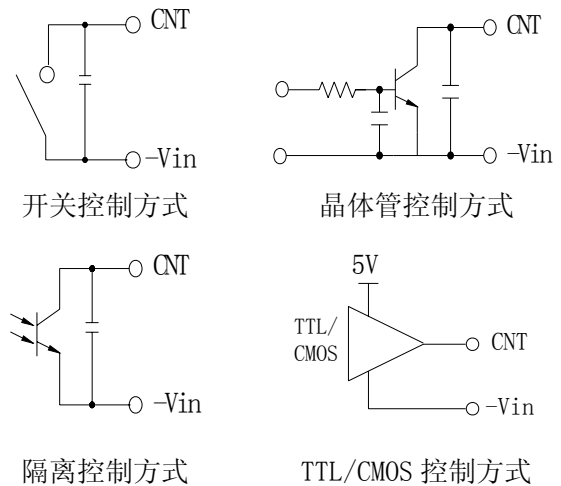 CNT
-Vin
开关控制方式
CNT
-Vin
晶体管控制方式
CNT
-Vin
隔离控制方式
5V
TTL/
CMOS
CNT
-Vin
TTL/CMOS 控制方式